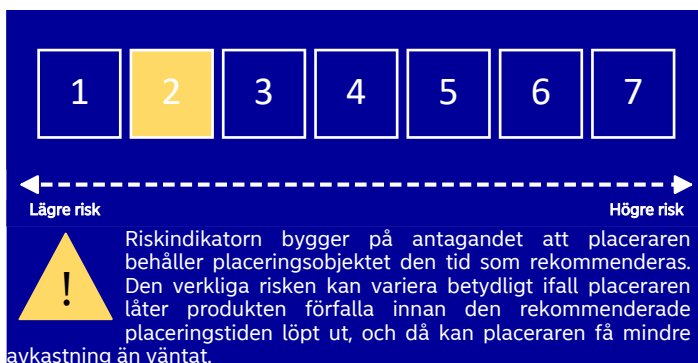 1 2 3 4 5 6 7
Lägre risk Högre risk
! Riskindikatorn bygger på antagandet att placeraren
behåller placeringsobjektet den tid som rekommenderas.
Den verkliga risken kan variera betydligt ifall placeraren
låter produkten förfalla innan den rekommenderade
placeringstiden löpt ut, och då kan placeraren få mindre
avkastning än väntat.